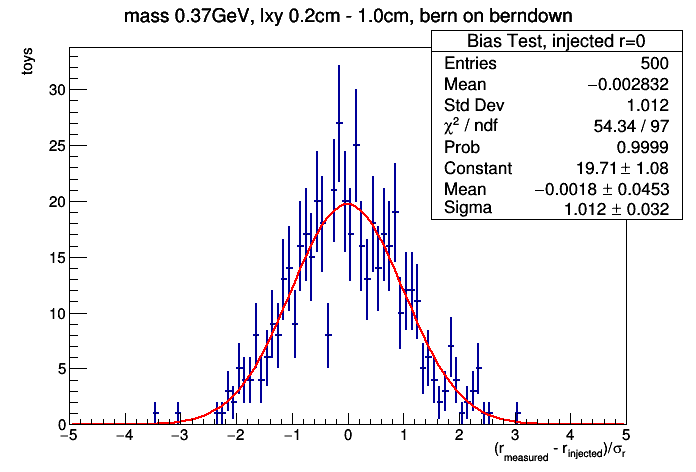 mass 0.37GeV, lxy 0.2cm - 1.0cm, bern on berndown
Bias Test, injected r=0
Entries 500
Mean −0.002832
Std Dev 1.012
χ² / ndf 54.34 / 97
Prob 0.9999
Constant 19.71 ± 1.08
Mean −0.0018 ± 0.0453
Sigma 1.012 ± 0.032
toys
30
25
20
15
10
5
0
−5 −4 −3 −2 −1 0 1 2 3 4 5
(r_measured - r_injected)/σ_r